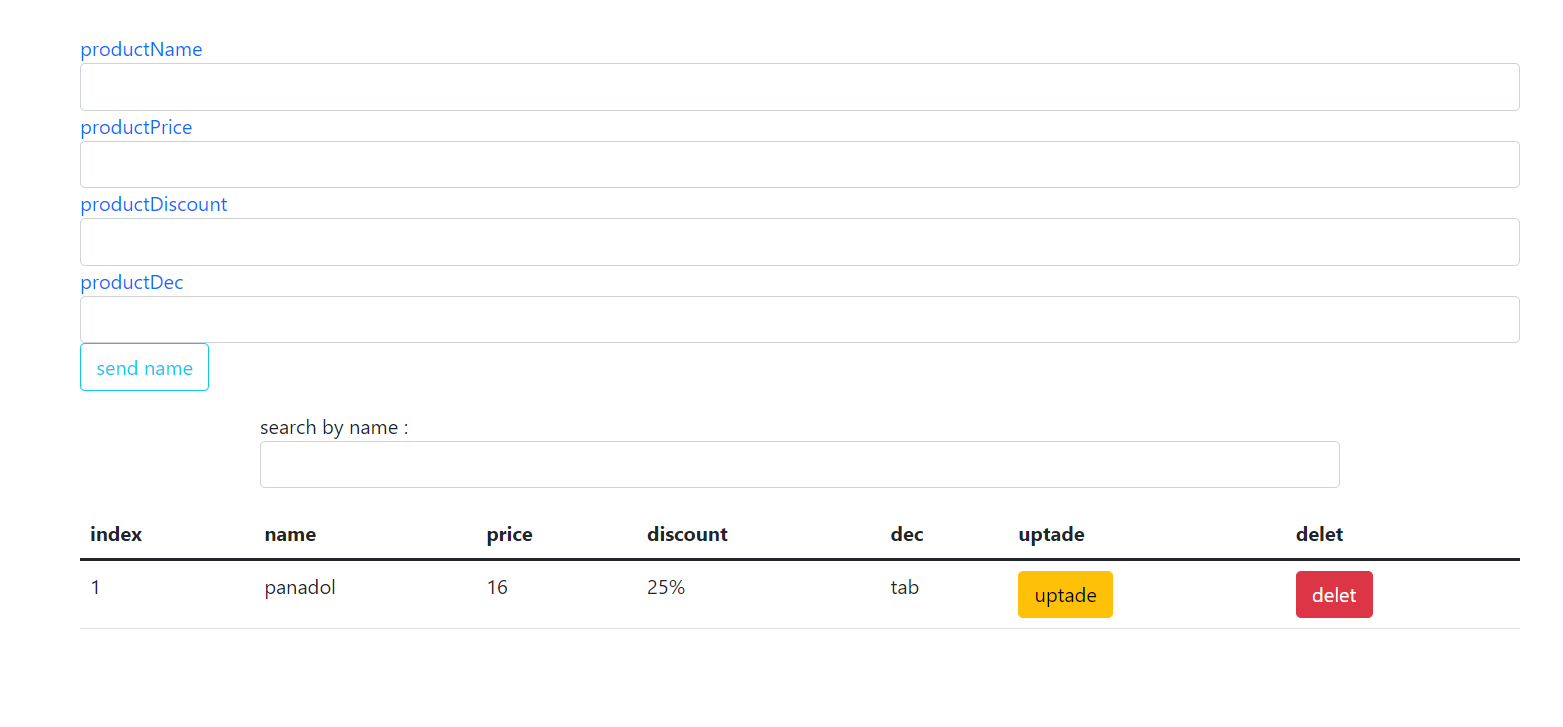 productName
productPrice
productDiscount
productDec
send name
search by name :
index name price discount dec uptade delet
1 panadol 16 25% tab uptade delet